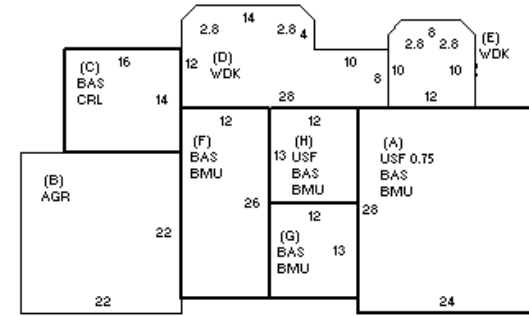 14
2.8 2.8 4
(D)
WDK
12
10
8
28
8
2.8 2.8
10 10
12
(E)
WDK
16
(C)
BAS
CRL
14
12
(F)
BAS
BMU
26
12
(H)
13 USF
BAS
BMU
12
(G)
BAS
BMU
13
(A)
USF 0.75
BAS
BMU
28
24
(B)
AGR
22
22